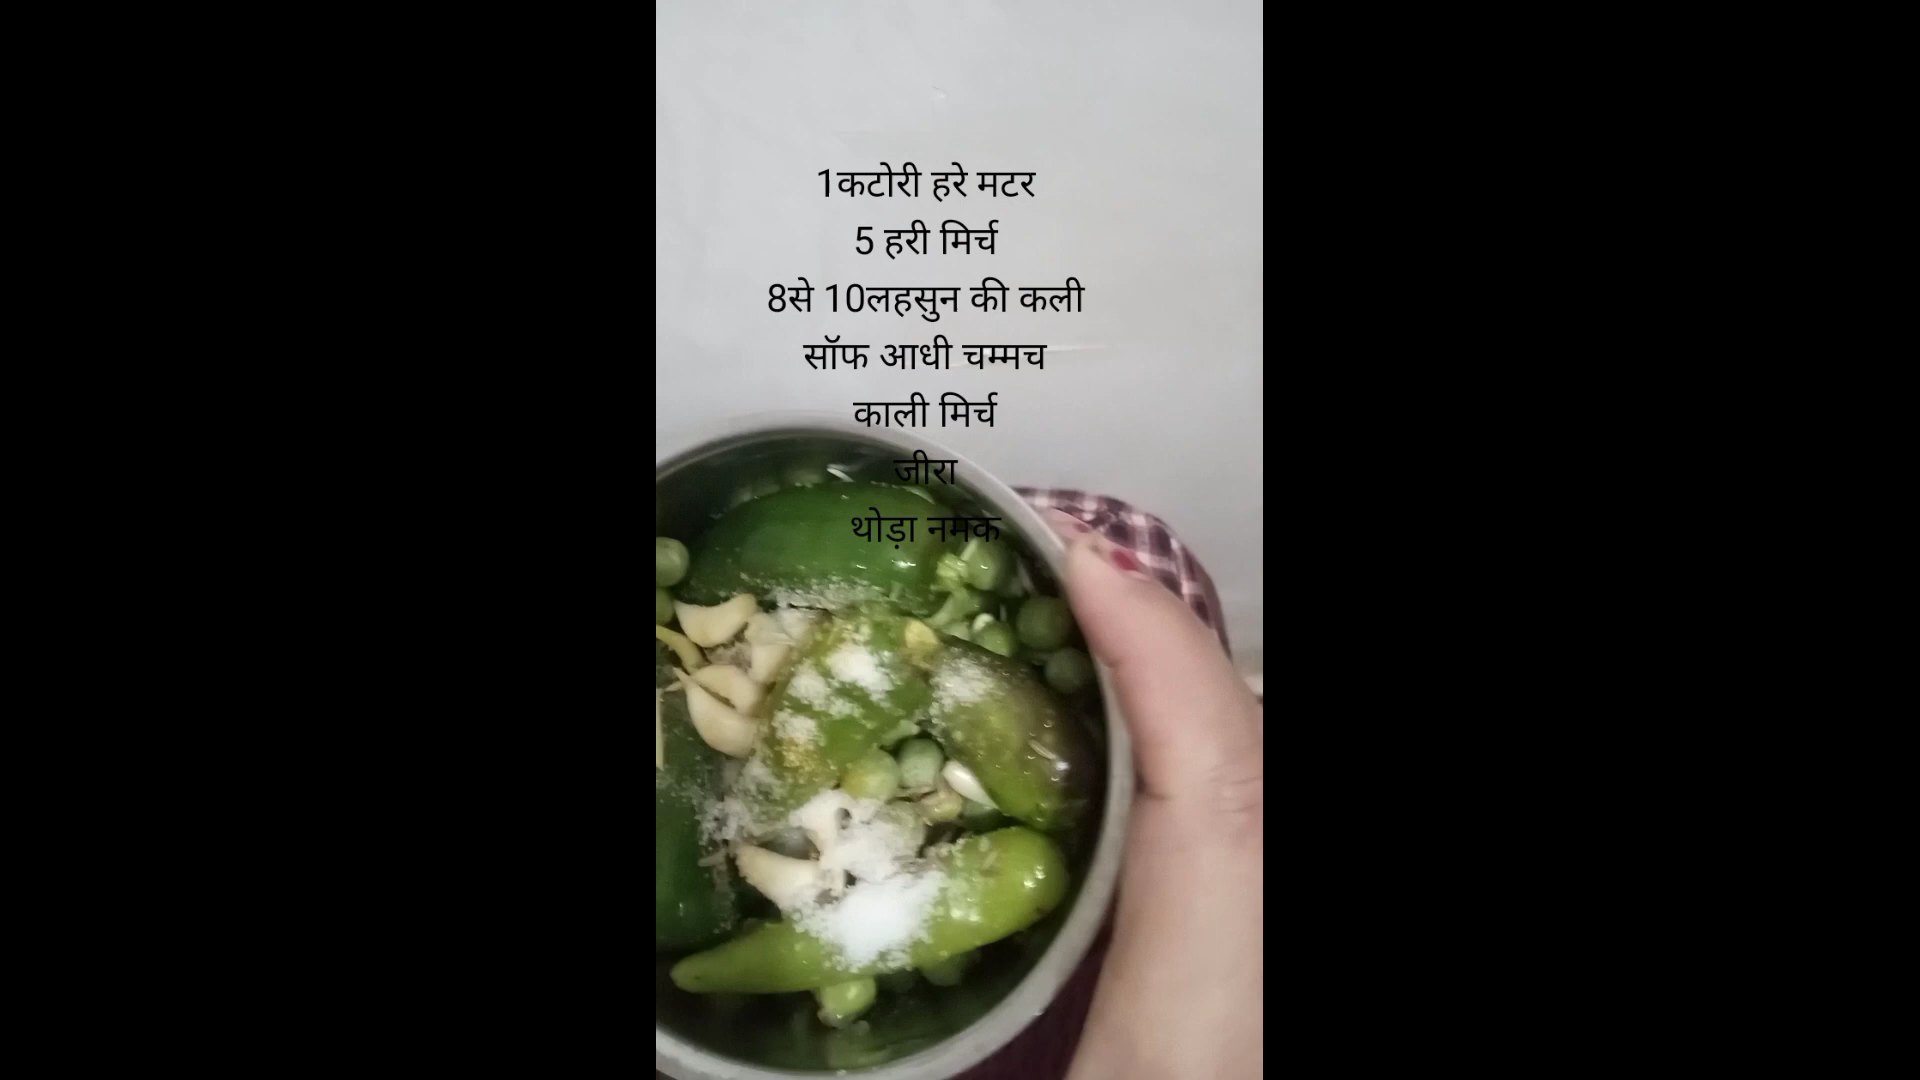 1कटोरी हरे मटर
5 हरी मिर्च
8से 10लहसुन की कली
सॉफ आधी चम्मच
काली मिर्च
जीरा
थोड़ा नमक